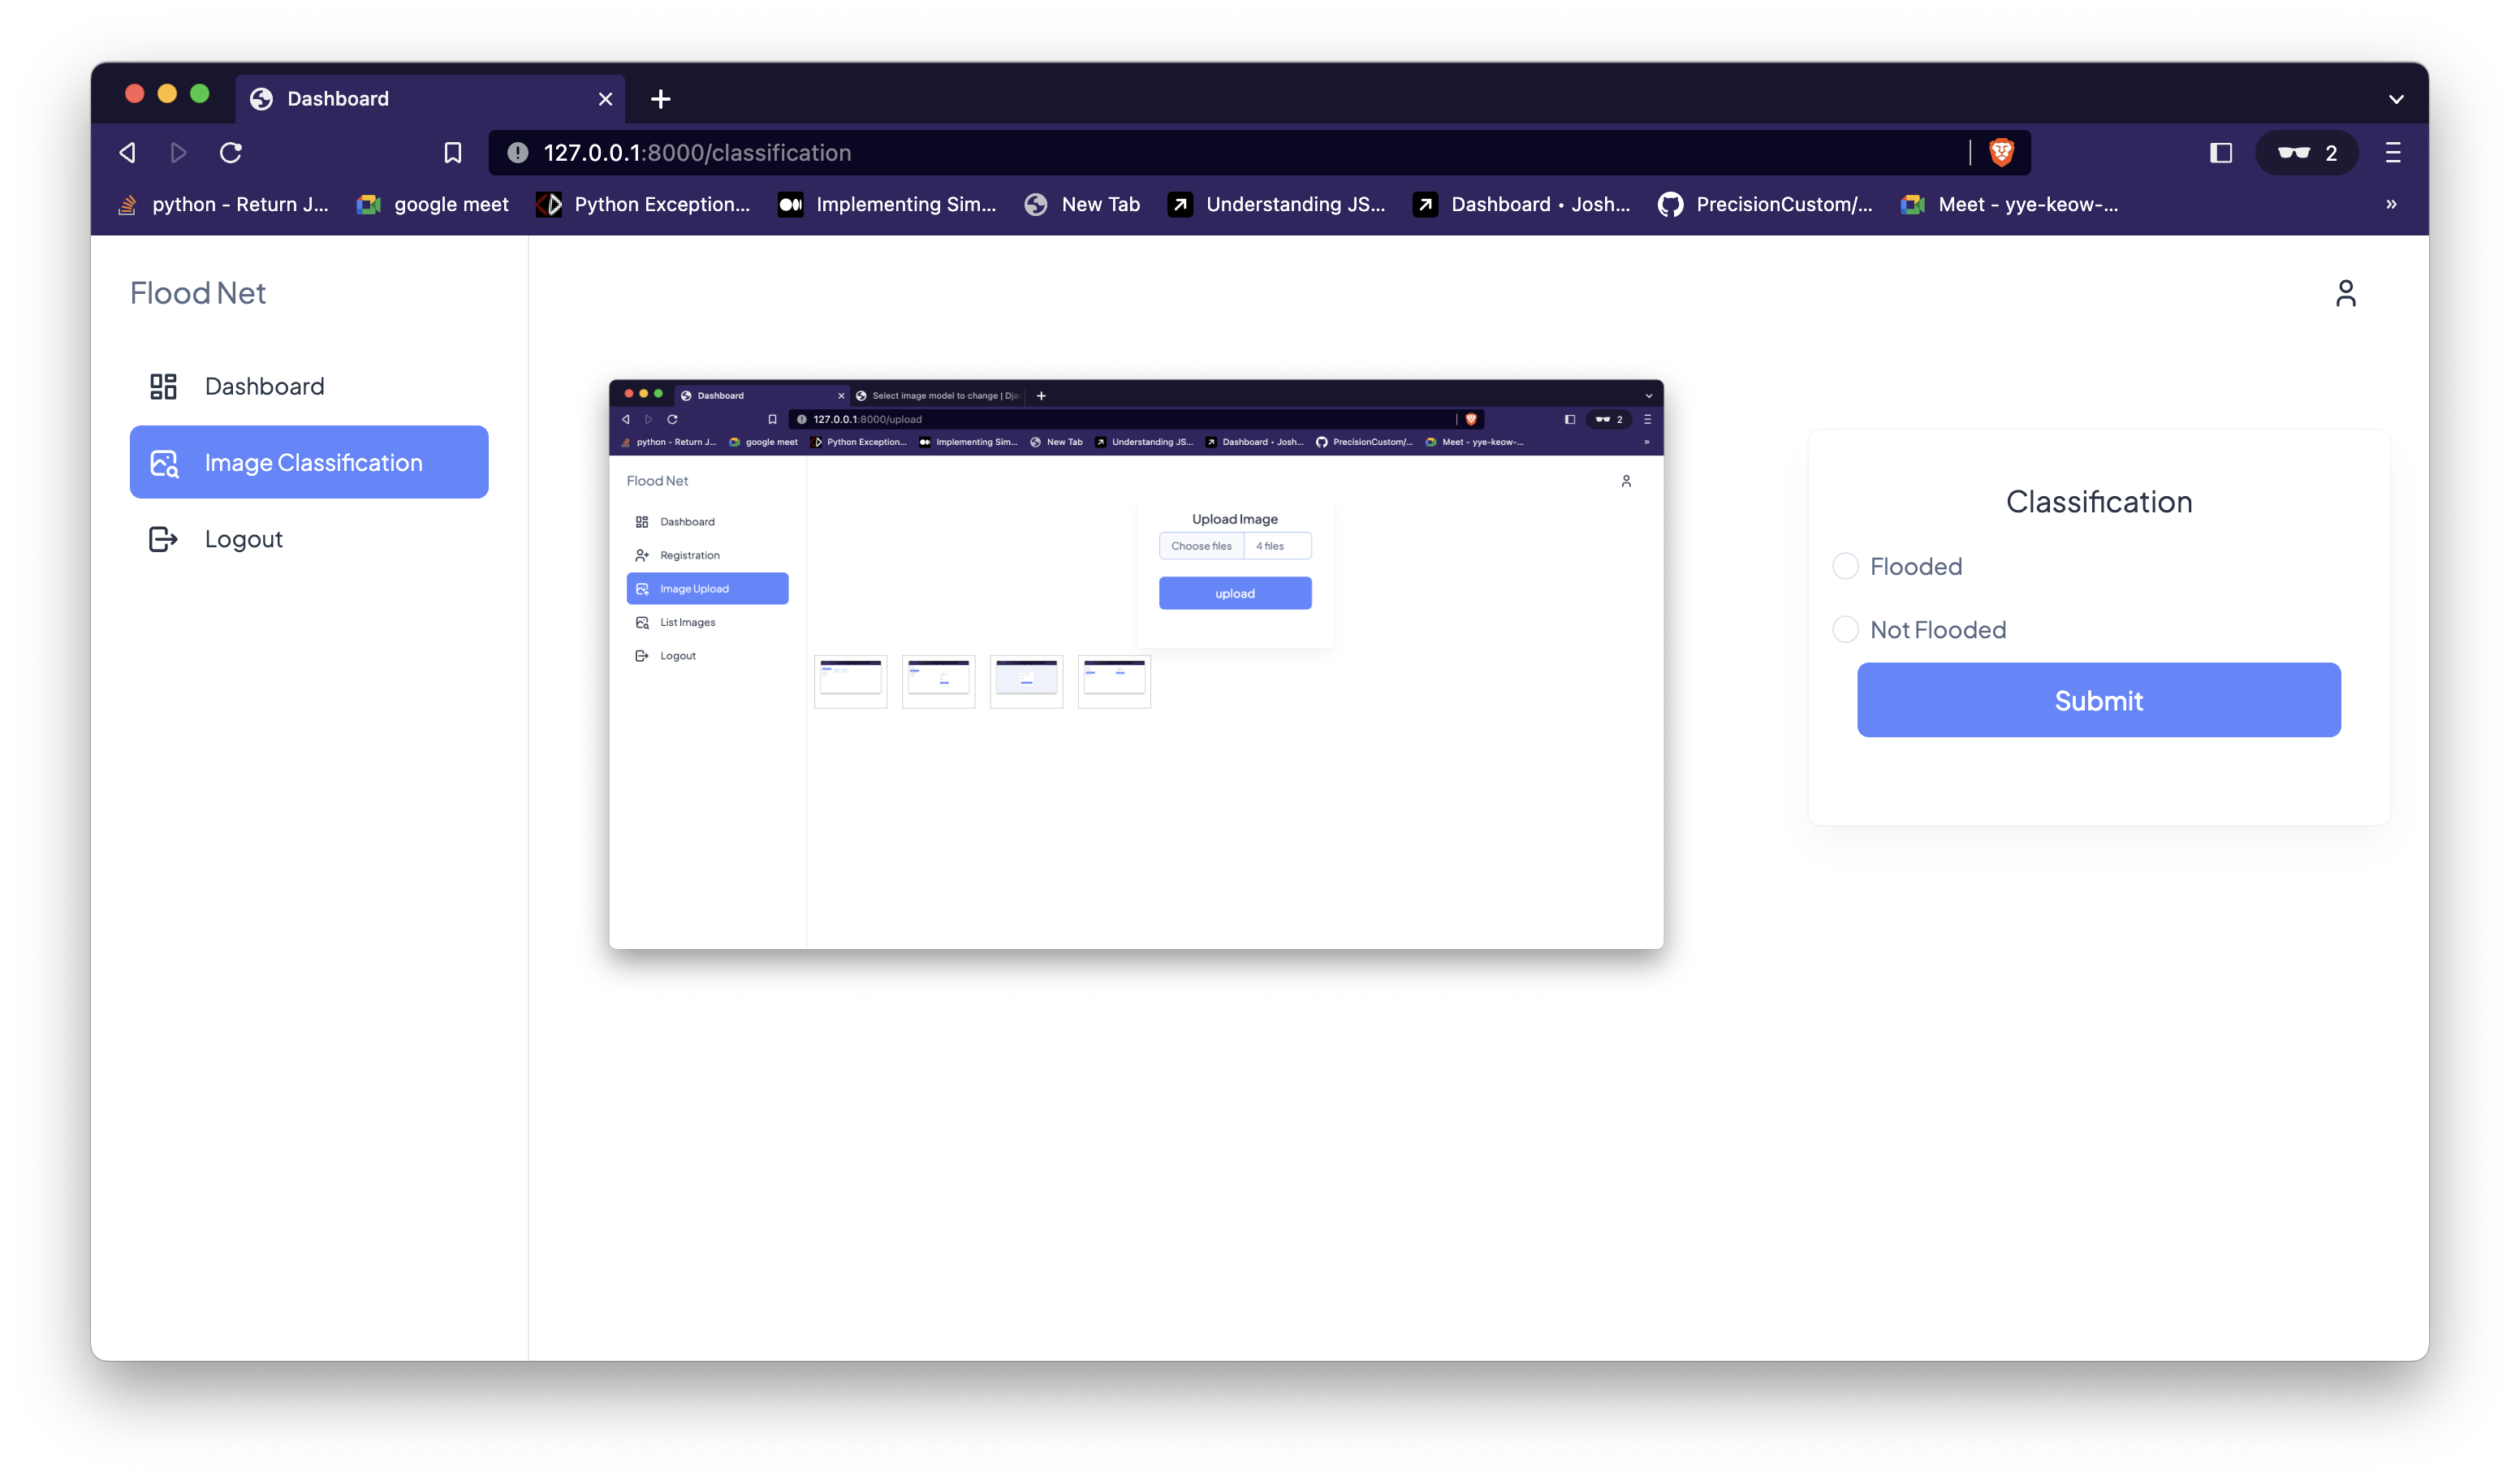 Dashboard
127.0.0.1:8000/classification
2
python - Return J...
google meet
Python Exception...
Implementing Sim...
New Tab
Understanding JS...
Dashboard • Josh...
PrecisionCustom/...
Meet - yye-keow-...
»
Flood Net
Dashboard
Image Classification
Logout
Dashboard
Select image model to change | Dja
127.0.0.1:8000/upload
2
python - Return J...
google meet
Python Exception...
Implementing Sim...
New Tab
Understanding JS...
Dashboard • Josh...
PrecisionCustom/...
Meet - yye-keow-...
»
Flood Net
Dashboard
Registration
Image Upload
List Images
Logout
Upload Image
Choose files 4 files
upload
Classification
Flooded
Not Flooded
Submit